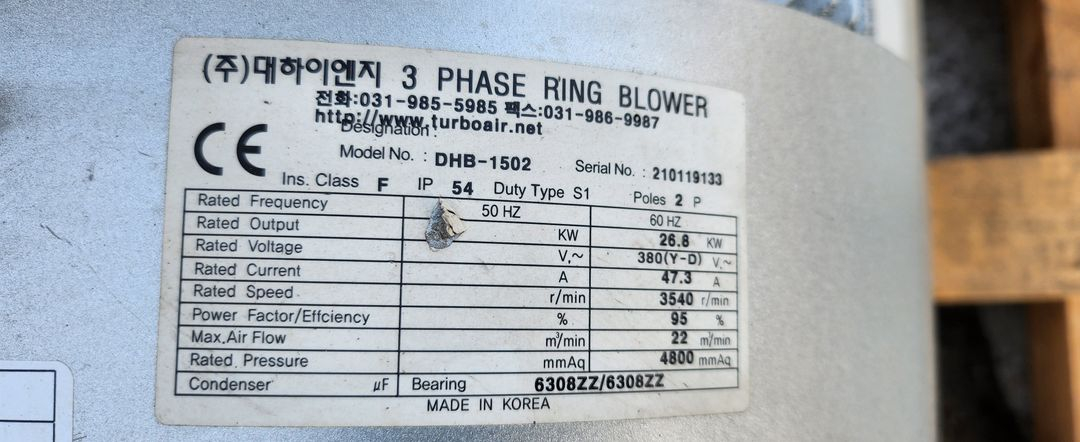 (주)대하이엔지 3 PHASE RING BLOWER
전화:031-985-5985 팩스:031-986-9987
http://www.turboair.net
Designation :
CE
Model No. : DHB-1502 Serial No. : 210119133
Ins. Class F IP 54 Duty Type S1 Poles 2 P
Rated Frequency 50 HZ 60 HZ
Rated Output KW 26.8 KW
Rated Voltage V,~ 380(Y-D) V,~
Rated Current A 47.3 A
Rated Speed r/min 3540 r/min
Power Factor/Effciency % 95 %
Max.Air Flow m³/min 22 m³/min
Rated Pressure mmAq 4800 mmAq
Condenser μF Bearing 6308ZZ/6308ZZ
MADE IN KOREA